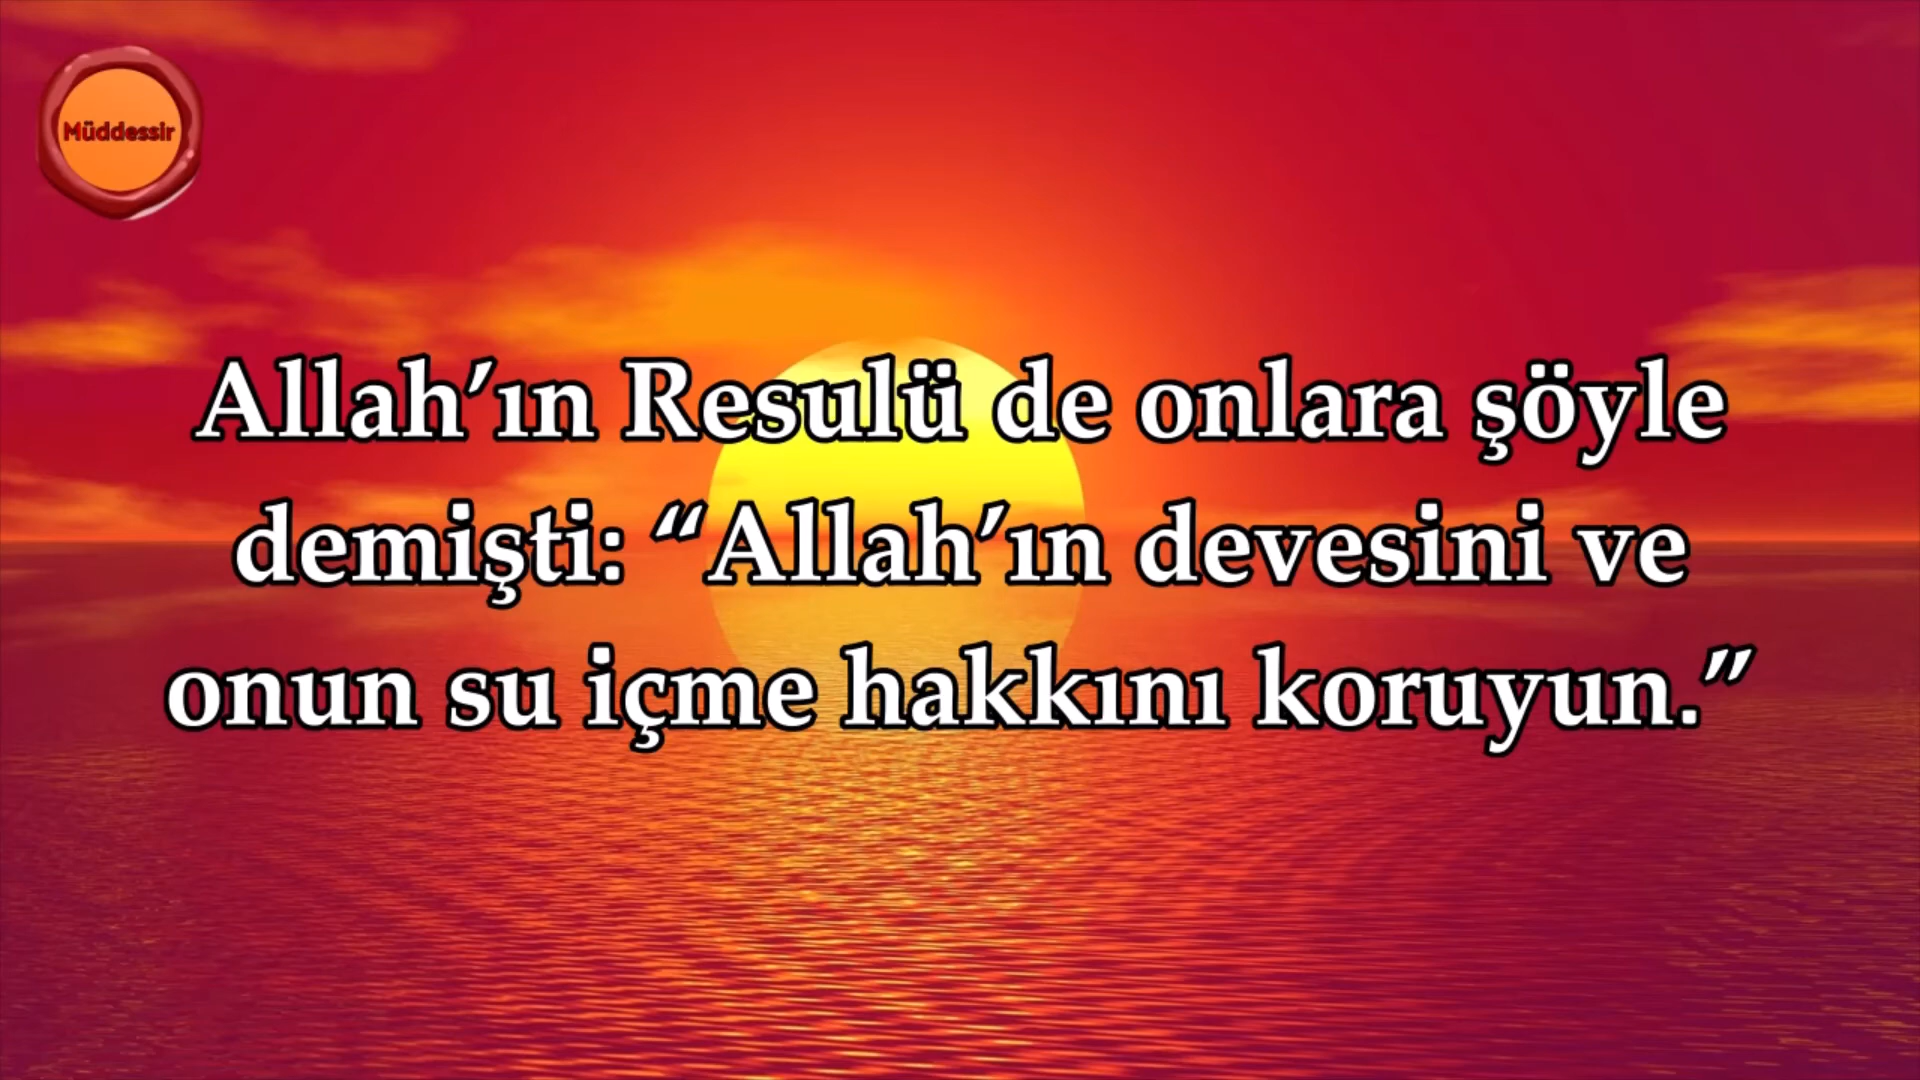 Müddessir
Allah’ın Resulü de onlara şöyle
demişti: “Allah’ın devesini ve
onun su içme hakkını koruyun.”